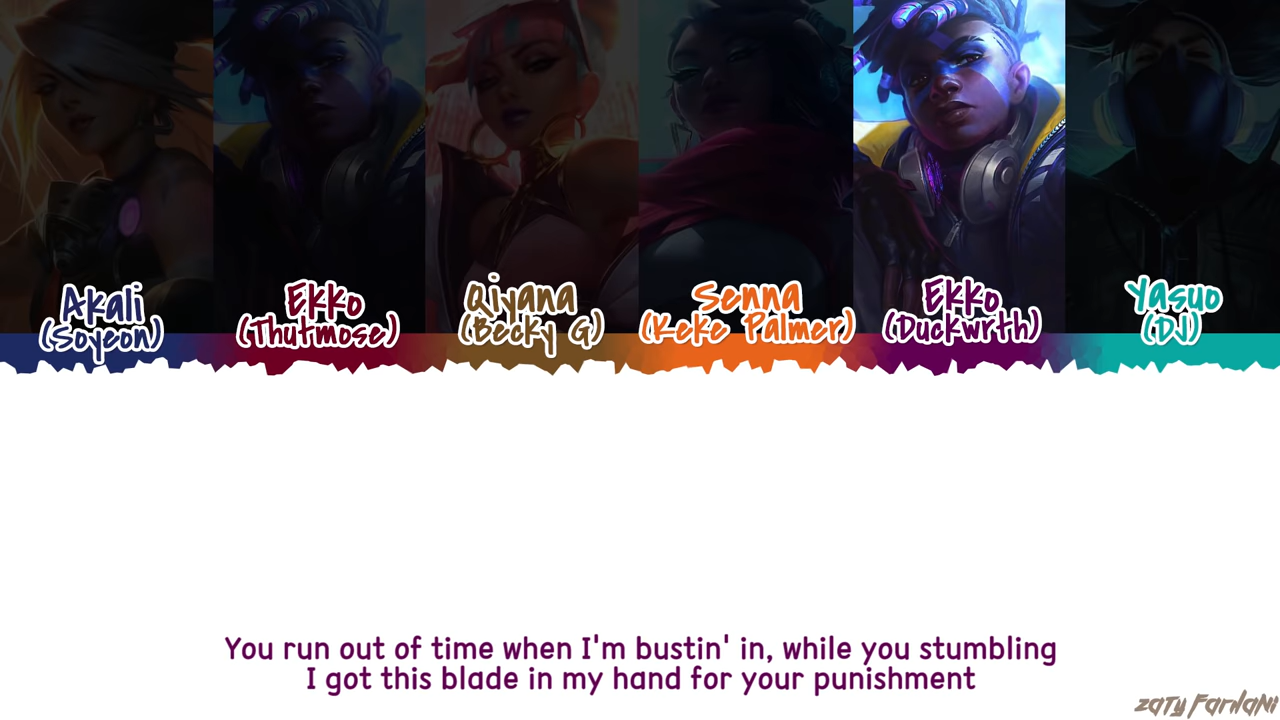 Akali
(Soyeon)
Ekko
(Thutmose)
Qiyana
(Becky G)
Senna
(Keke Palmer)
Ekko
(Duckwrth)
Yasuo
(DJ)
You run out of time when I'm bustin' in, while you stumbling
I got this blade in my hand for your punishment
zaty Farhani